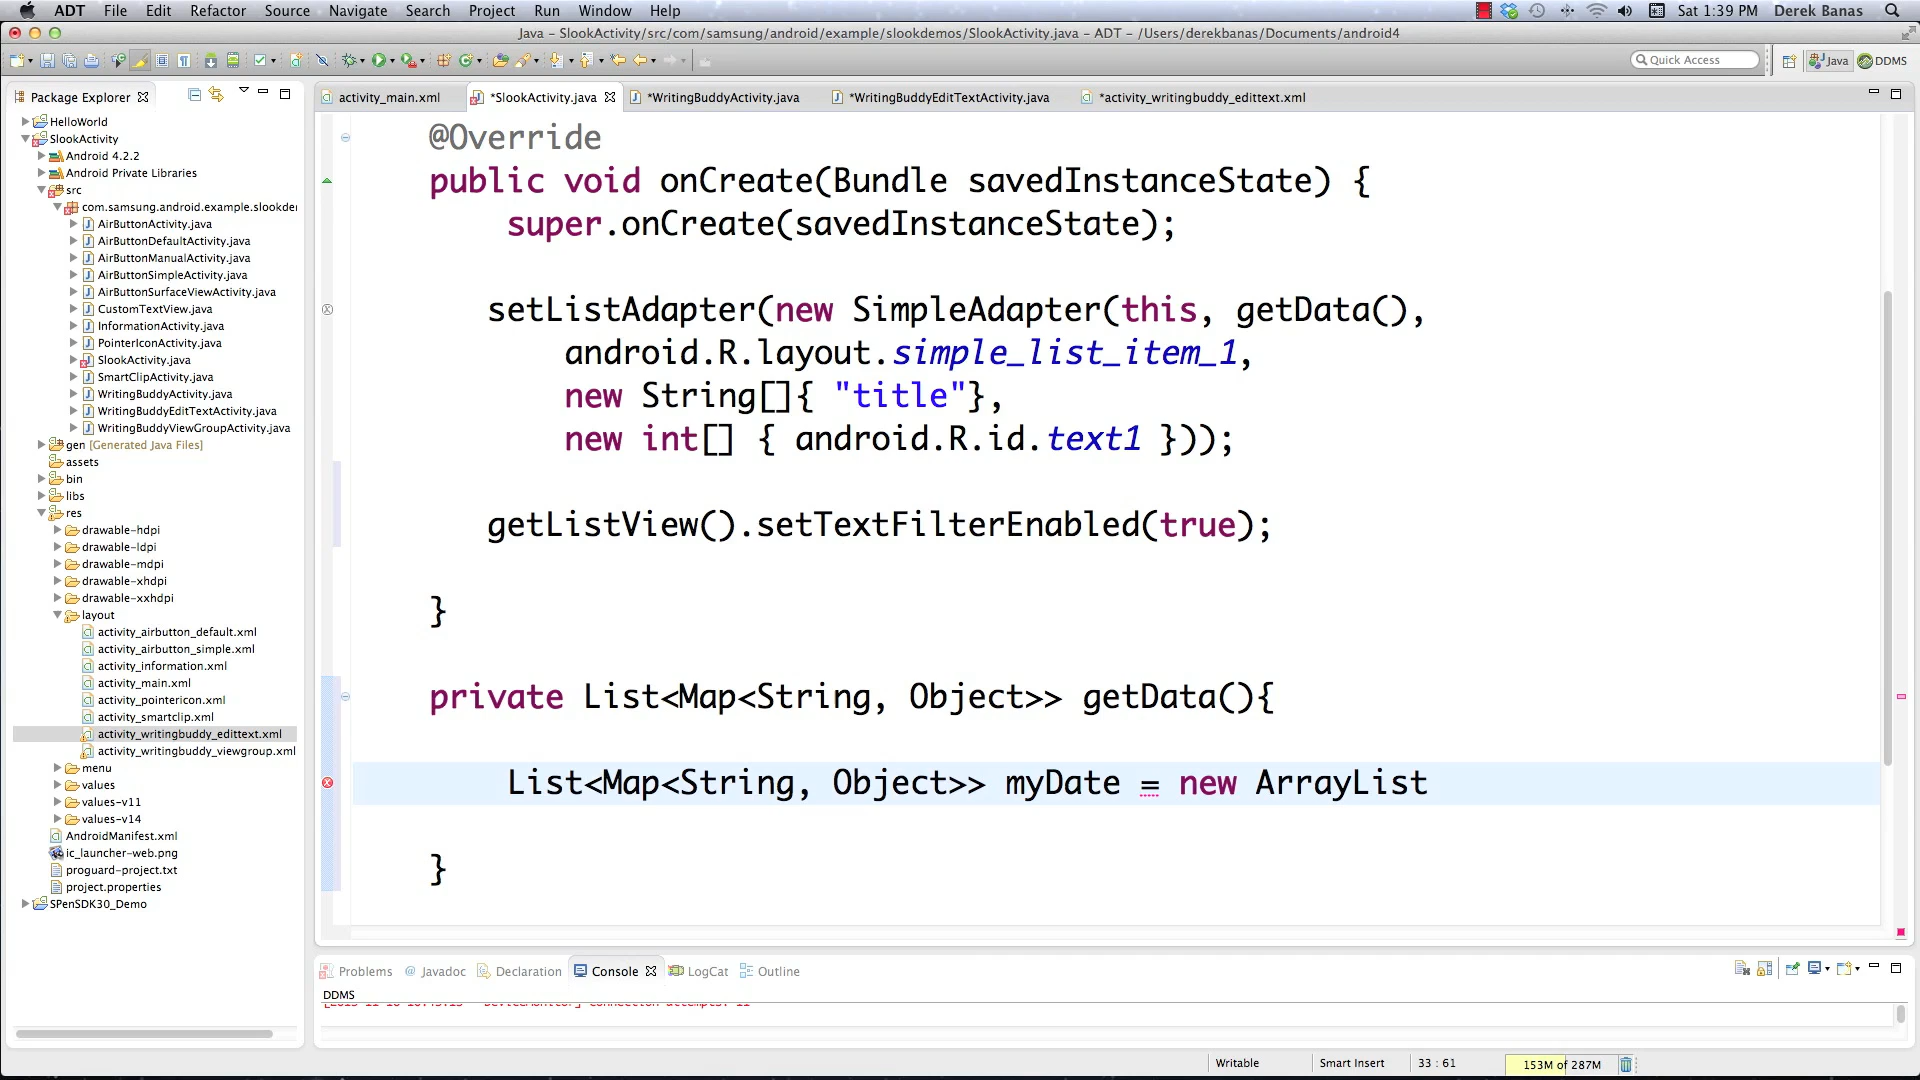 ADT File Edit Refactor Source Navigate Search Project Run Window Help Sat 1:39 PM Derek Banas
Java – SlookActivity/src/com/samsung/android/example/slookdemos/SlookActivity.java – ADT – /Users/derekbanas/Documents/android4
Quick Access Java DDMS
Package Explorer
activity_main.xml *SlookActivity.java *WritingBuddyActivity.java *WritingBuddyEditTextActivity.java *activity_writingbuddy_edittext.xml
HelloWorld
SlookActivity
Android 4.2.2
Android Private Libraries
src
com.samsung.android.example.slookde
AirButtonActivity.java
AirButtonDefaultActivity.java
AirButtonManualActivity.java
AirButtonSimpleActivity.java
AirButtonSurfaceViewActivity.java
CustomTextView.java
InformationActivity.java
PointerIconActivity.java
SlookActivity.java
SmartClipActivity.java
WritingBuddyActivity.java
WritingBuddyEditTextActivity.java
WritingBuddyViewGroupActivity.java
gen [Generated Java Files]
assets
bin
libs
res
drawable-hdpi
drawable-ldpi
drawable-mdpi
drawable-xhdpi
drawable-xxhdpi
layout
activity_airbutton_default.xml
activity_airbutton_simple.xml
activity_information.xml
activity_main.xml
activity_pointericon.xml
activity_smartclip.xml
activity_writingbuddy_edittext.xml
activity_writingbuddy_viewgroup.xml
menu
values
values-v11
values-v14
AndroidManifest.xml
ic_launcher-web.png
proguard-project.txt
project.properties
SPenSDK30_Demo
@Override
public void onCreate(Bundle savedInstanceState) {
super.onCreate(savedInstanceState);
setListAdapter(new SimpleAdapter(this, getData(),
android.R.layout.simple_list_item_1,
new String[]{ "title"},
new int[] { android.R.id.text1 }));
getListView().setTextFilterEnabled(true);
}
private List<Map<String, Object>> getData(){
List<Map<String, Object>> myDate = new ArrayList
}
Problems @ Javadoc Declaration Console LogCat Outline
DDMS
Writable Smart Insert 33 : 61 153M of 287M